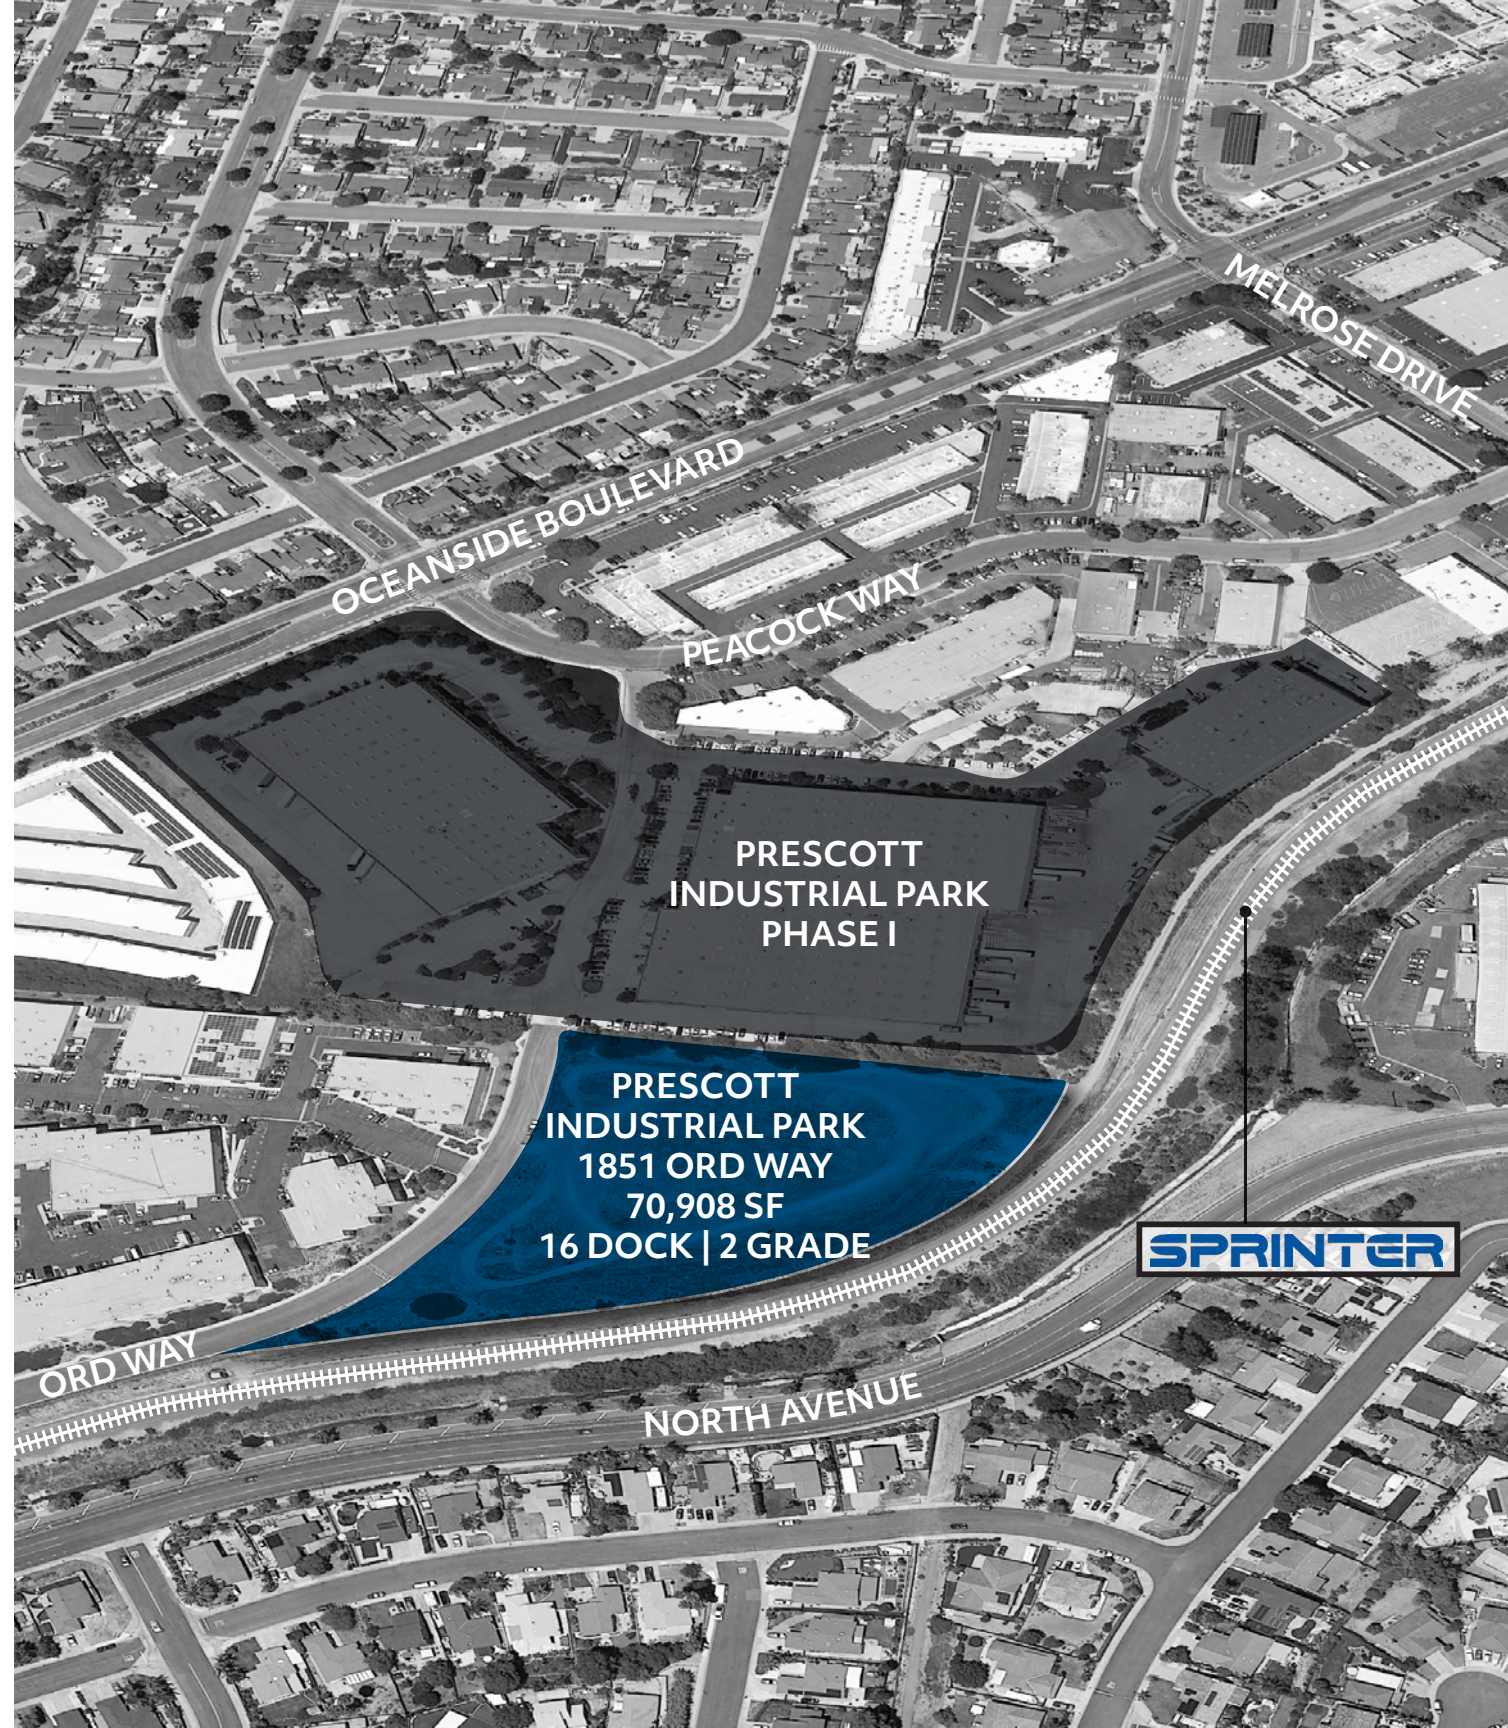 MELROSE DRIVE
OCEANSIDE BOULEVARD
PEACOCK WAY
PRESCOTT
INDUSTRIAL PARK
PHASE I
PRESCOTT
INDUSTRIAL PARK
1851 ORD WAY
70,908 SF
16 DOCK | 2 GRADE
SPRINTER
ORD WAY
NORTH AVENUE